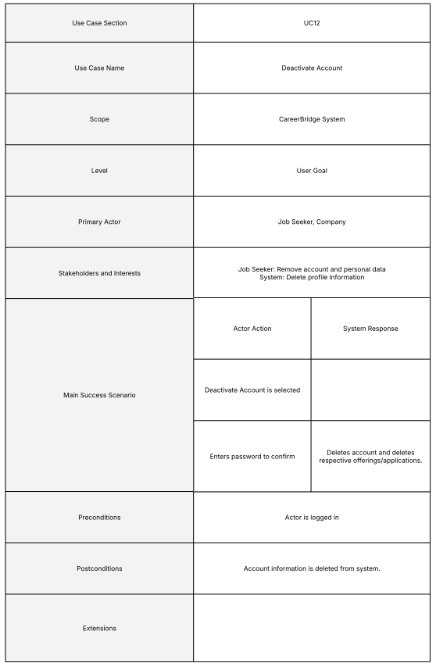 Use Case Section
UC12
Use Case Name
Deactivate Account
Scope
CareerBridge System
Level
User Goal
Primary Actor
Job Seeker, Company
Stakeholders and Interests
Job Seeker: Remove account and personal data
System: Delete profile information
Main Success Scenario
Actor Action
System Response
Deactivate Account is selected
Enters password to confirm
Deletes account and deletes
respective offerings/applications.
Preconditions
Actor is logged in
Postconditions
Account information is deleted from system.
Extensions